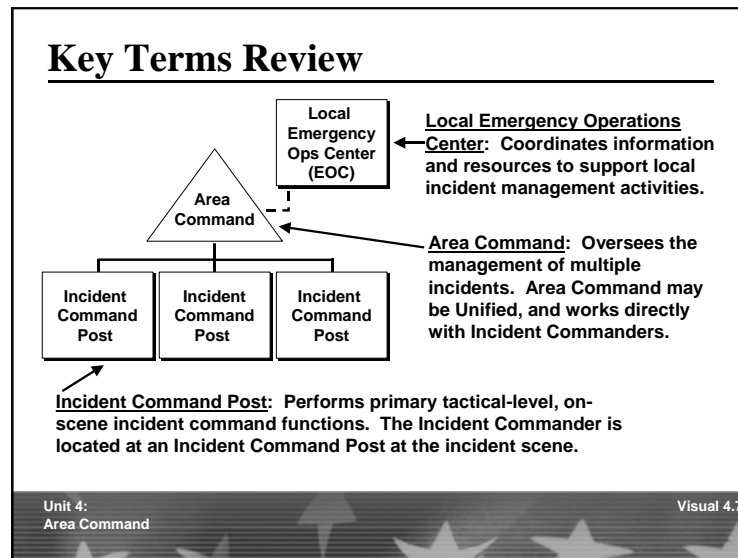 Key Terms Review
Local
Emergency
Ops Center
(EOC)
Local Emergency Operations
Center: Coordinates information
and resources to support local
incident management activities.
Area
Command
Area Command: Oversees the
management of multiple
incidents. Area Command may
be Unified, and works directly
with Incident Commanders.
Incident
Command
Post
Incident
Command
Post
Incident
Command
Post
Incident Command Post: Performs primary tactical-level, on-
scene incident command functions. The Incident Commander is
located at an Incident Command Post at the incident scene.
Unit 4:
Area Command
Visual 4.7